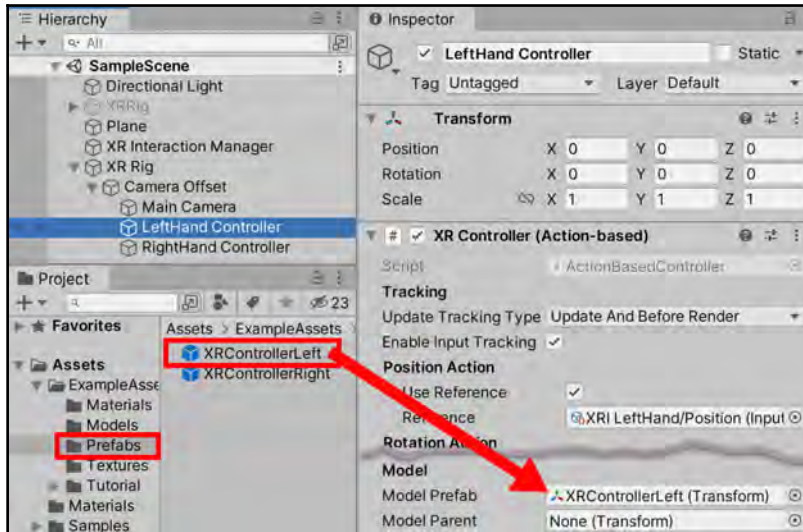 Hierarchy
All
SampleScene
Directional Light
XRRig
Plane
XR Interaction Manager
XR Rig
Camera Offset
Main Camera
LeftHand Controller
RightHand Controller
Project
23
Favorites
Assets > ExampleAssets
XRControllerLeft
XRControllerRight
Assets
ExampleAsse
Materials
Models
Prefabs
Textures
Tutorial
Materials
Samples
Inspector
LeftHand Controller Static
Tag Untagged Layer Default
Transform
Position X 0 Y 0 Z 0
Rotation X 0 Y 0 Z 0
Scale X 1 Y 1 Z 1
# XR Controller (Action-based)
Script ActionBasedController
Tracking
Update Tracking Type Update And Before Render
Enable Input Tracking
Position Action
Use Reference
Reference XRI LeftHand/Position (Input
Rotation Action
Model
Model Prefab XRControllerLeft (Transform)
Model Parent None (Transform)